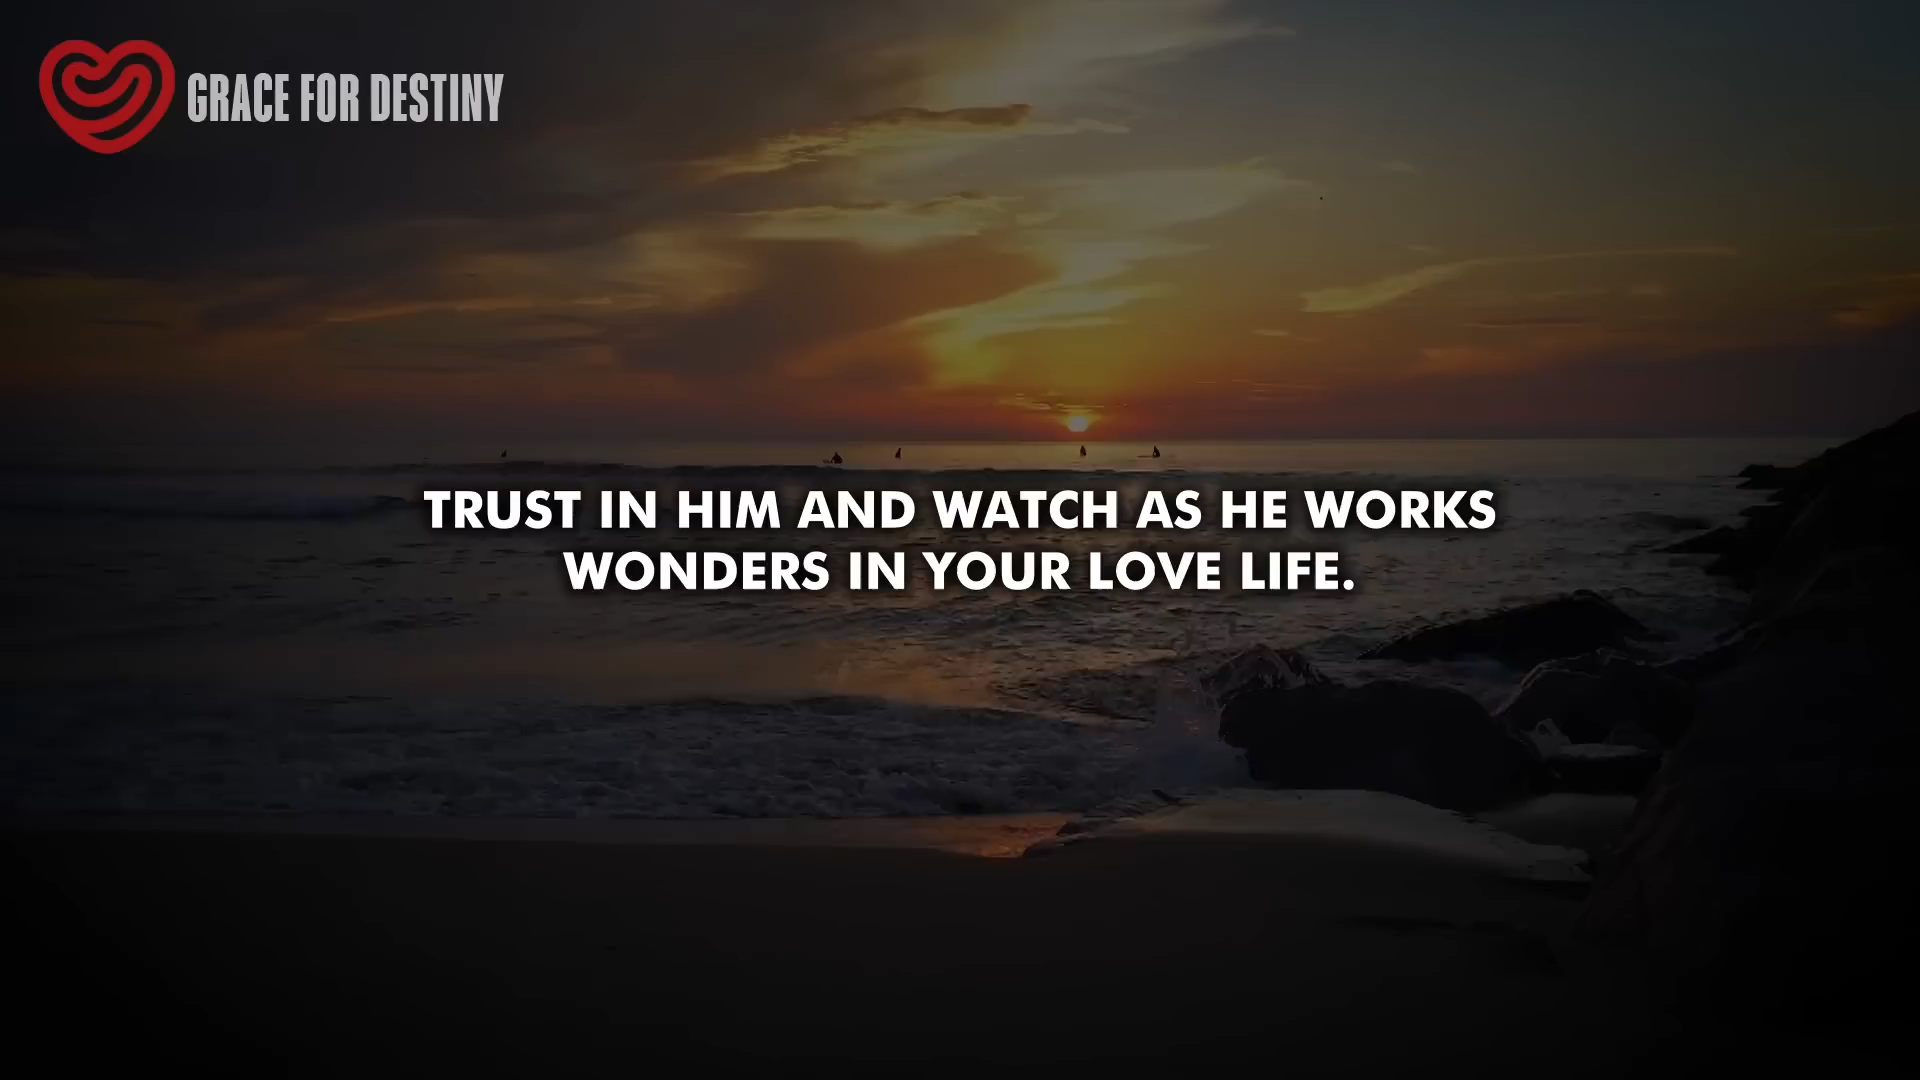 GRACE FOR DESTINY
TRUST IN HIM AND WATCH AS HE WORKS
WONDERS IN YOUR LOVE LIFE.